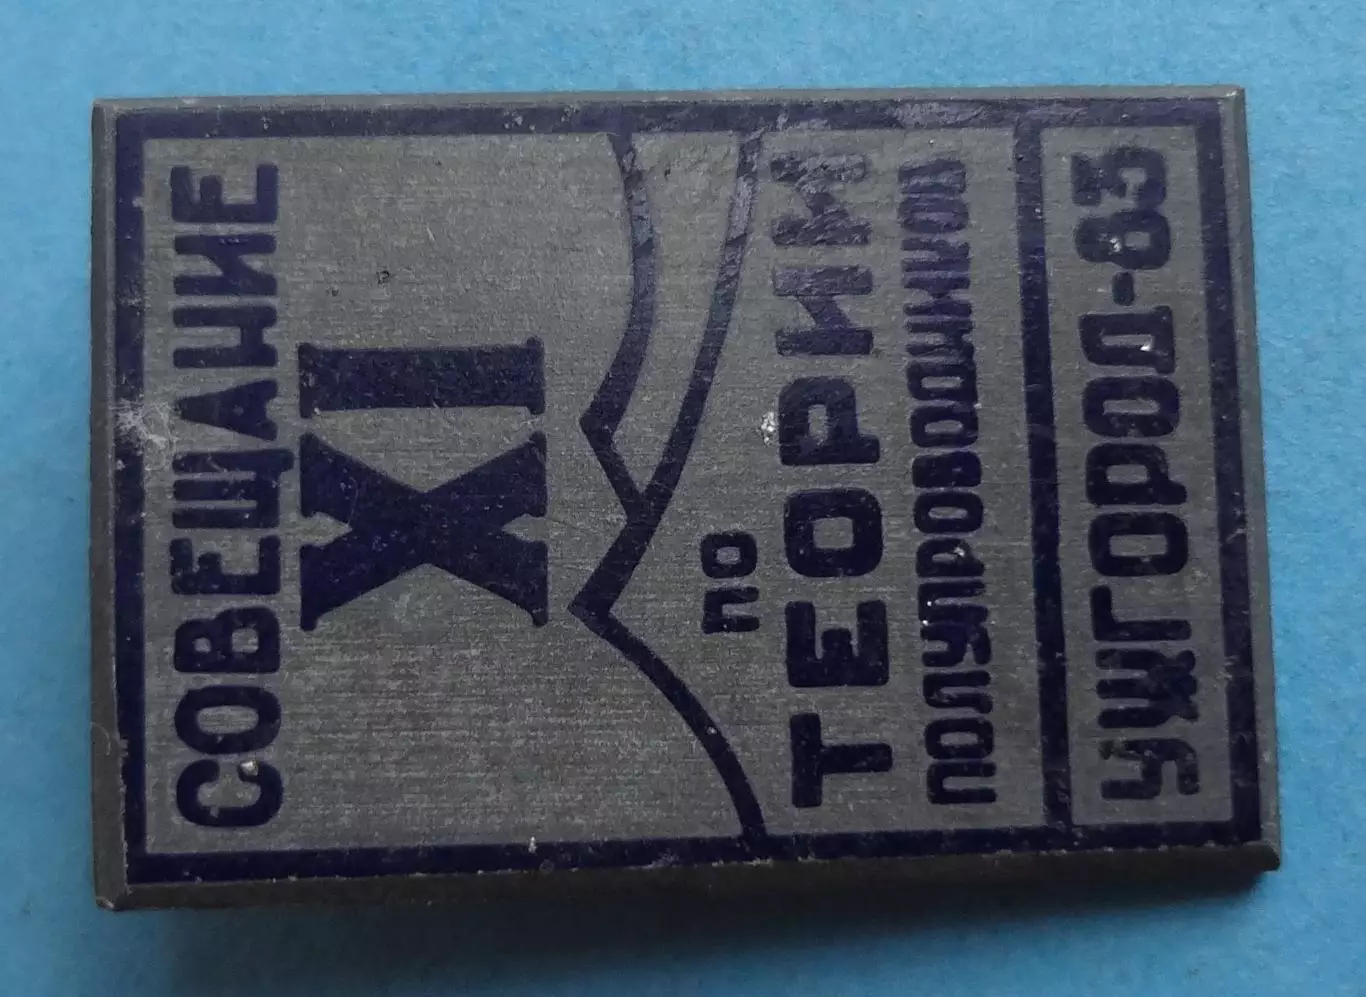 СОВЕЩАНИЕ
XI
ПО
ТЕОРИИ
ПОЛУПРОВОДНИКОВ
УЖГОРОД-83